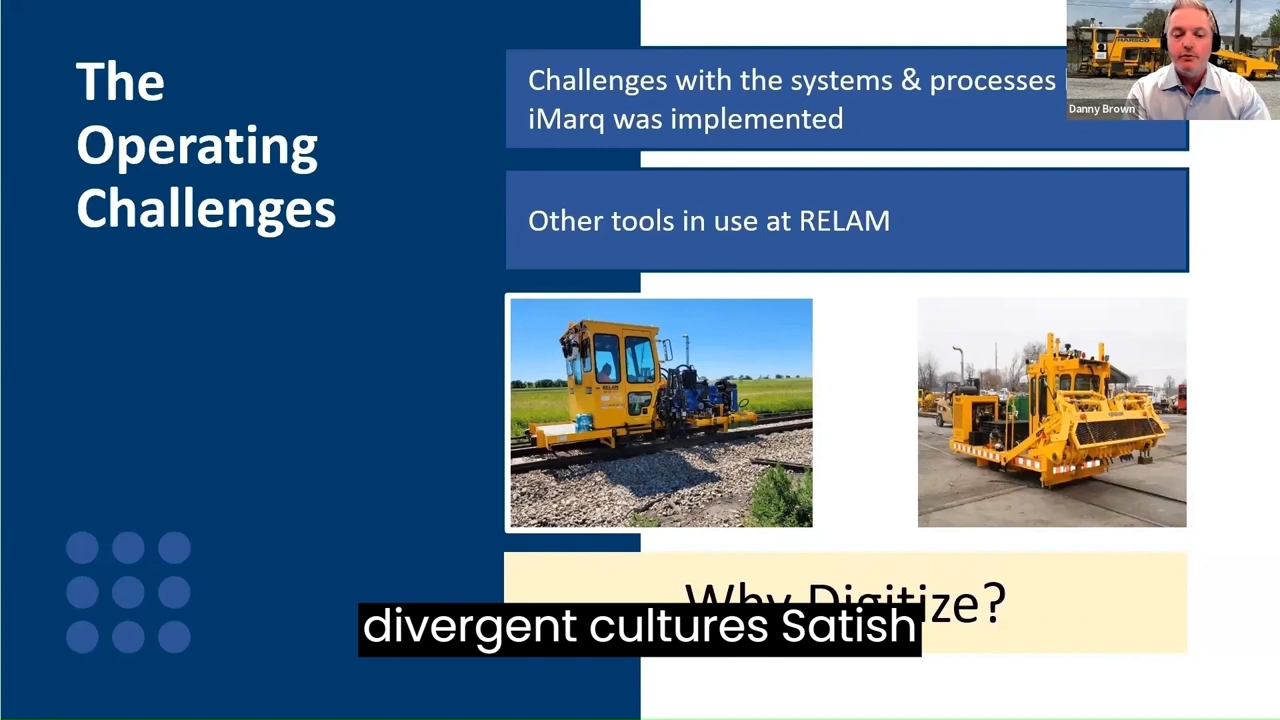 The
Operating
Challenges
Challenges with the systems & processes
iMarq was implemented
Danny Brown
Other tools in use at RELAM
RELAM
Why Digitize?
divergent cultures Satish